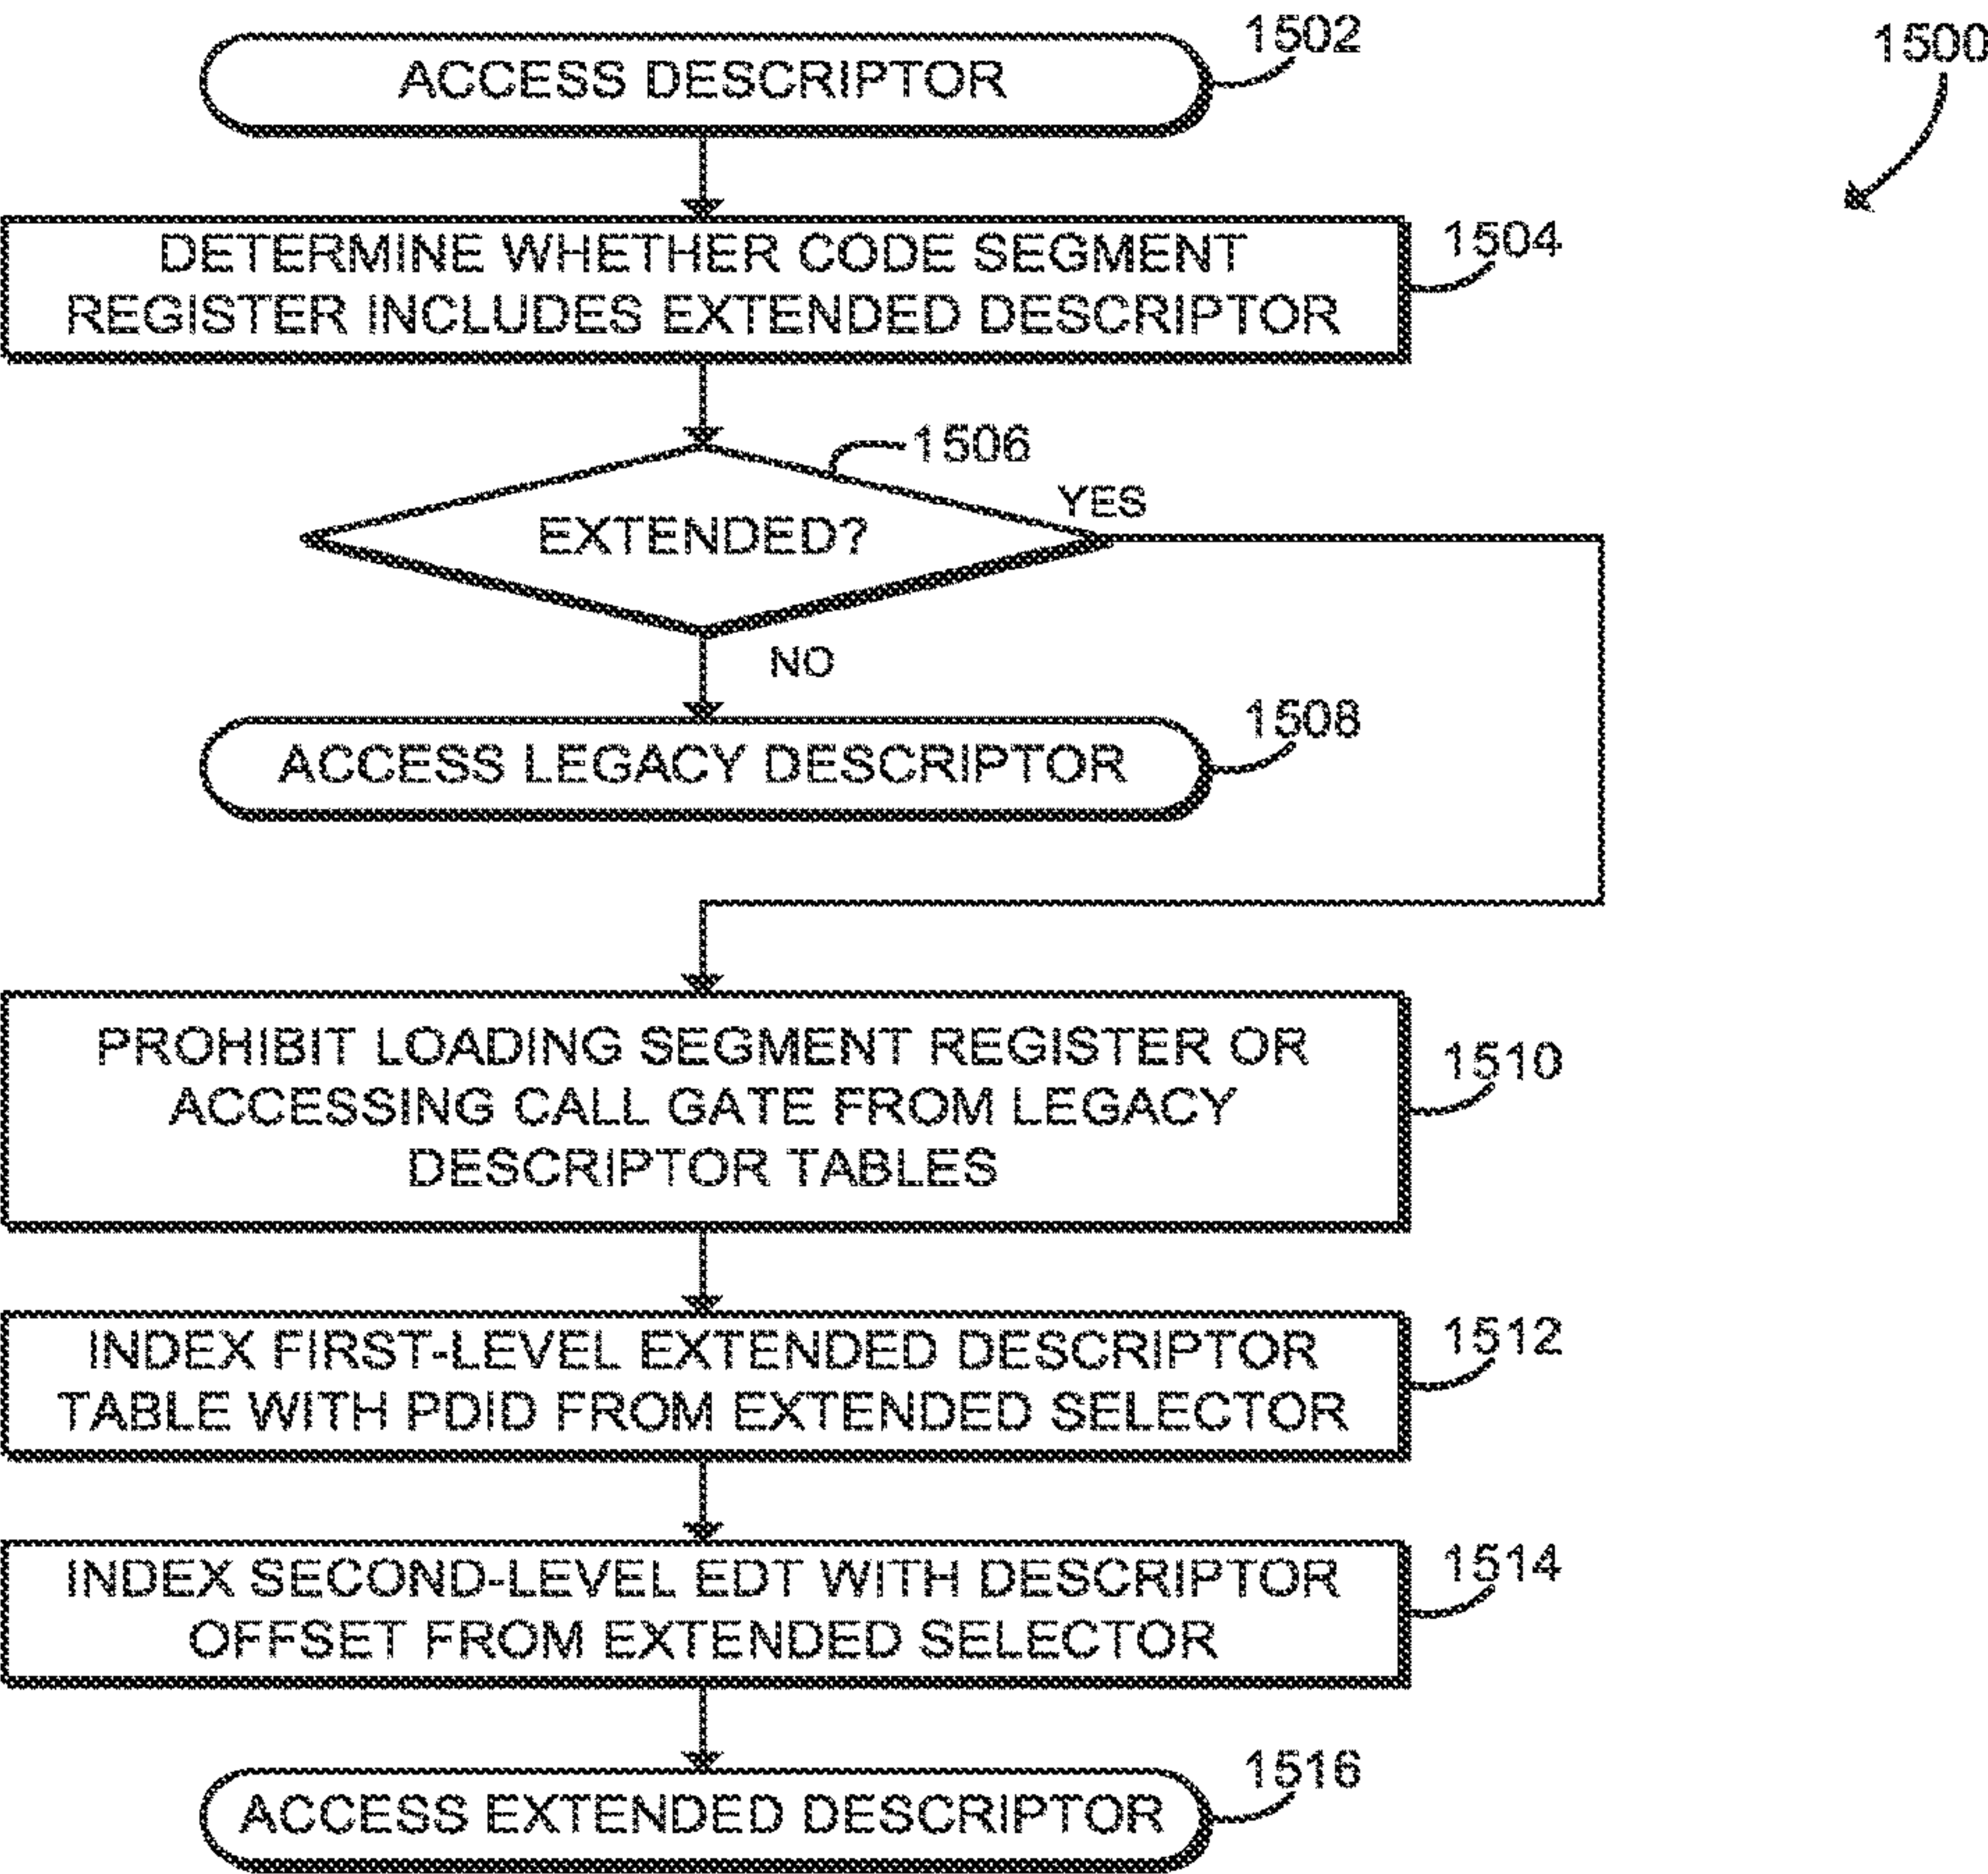 ACCESS DESCRIPTOR
1502
1500
DETERMINE WHETHER CODE SEGMENT
REGISTER INCLUDES EXTENDED DESCRIPTOR
1504
1506
EXTENDED?
YES
NO
ACCESS LEGACY DESCRIPTOR
1508
PROHIBIT LOADING SEGMENT REGISTER OR
ACCESSING CALL GATE FROM LEGACY
DESCRIPTOR TABLES
1510
INDEX FIRST-LEVEL EXTENDED DESCRIPTOR
TABLE WITH PDID FROM EXTENDED SELECTOR
1512
INDEX SECOND-LEVEL EDT WITH DESCRIPTOR
OFFSET FROM EXTENDED SELECTOR
1514
ACCESS EXTENDED DESCRIPTOR
1516